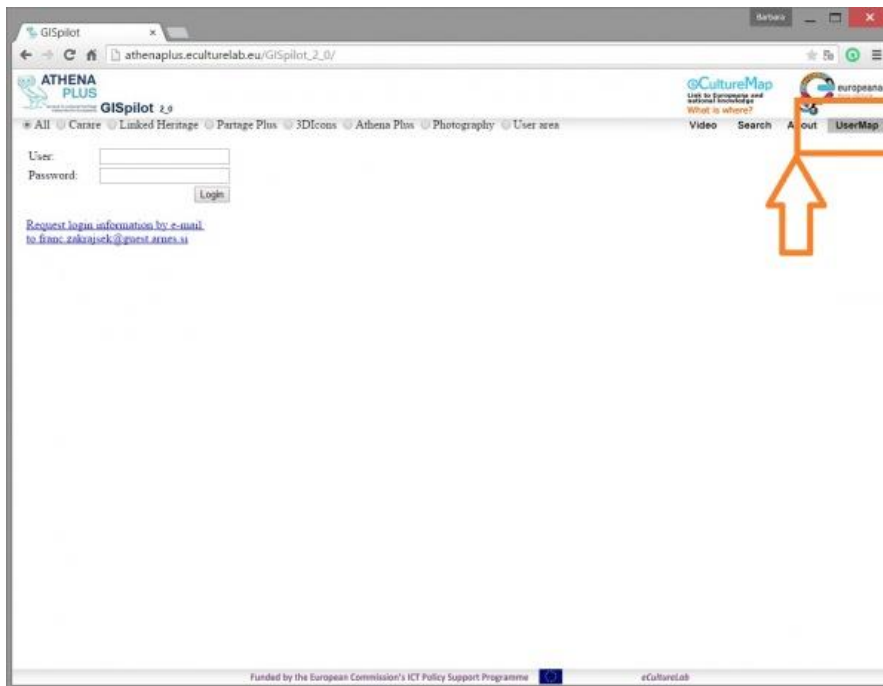 Barbara
GISpilot
athenaplus.eculturelab.eu/GISpilot_2_0/
ATHENA
PLUS
GISpilot 2_0
eCultureMap
Link to Europeana and
national knowledge
What is where?
europeana
All Carare Linked Heritage Partage Plus 3DIcons Athena Plus Photography User area
Video Search About UserMap
User:
Password:
Login
Request login information by e-mail
to franc.zakrajsek@guest.arnes.si
Funded by the European Commission's ICT Policy Support Programme
eCultureLab